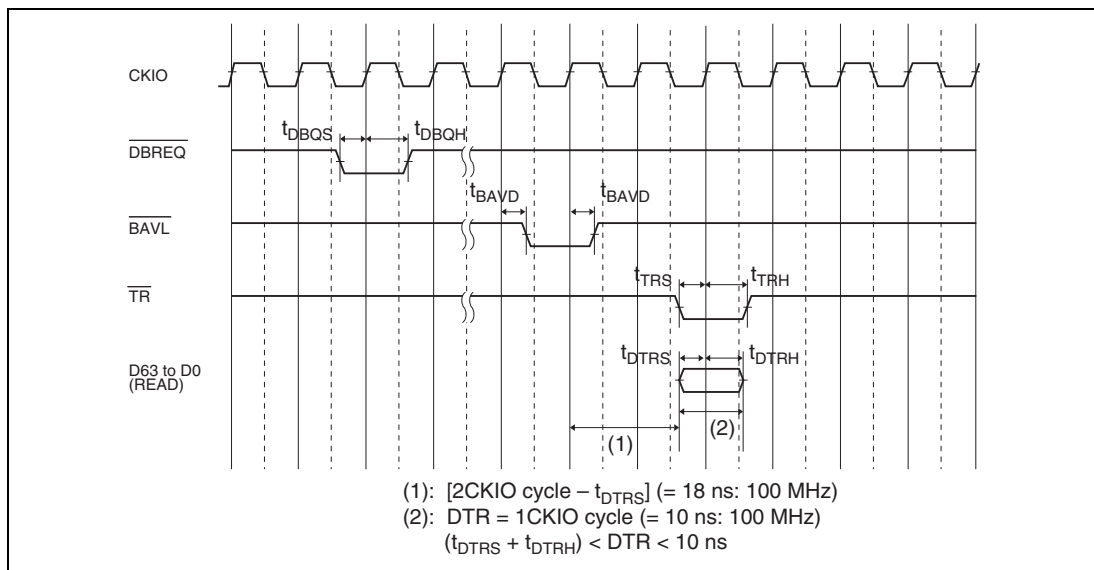 CKIO
tDBQS tDBQH
DBREQ
tBAVD tBAVD
BAVL
tTRS tTRH
TR
tDTRS tDTRH
D63 to D0
(READ)
(1) (2)
(1): [2CKIO cycle – tDTRS] (= 18 ns: 100 MHz)
(2): DTR = 1CKIO cycle (= 10 ns: 100 MHz)
(tDTRS + tDTRH) < DTR < 10 ns